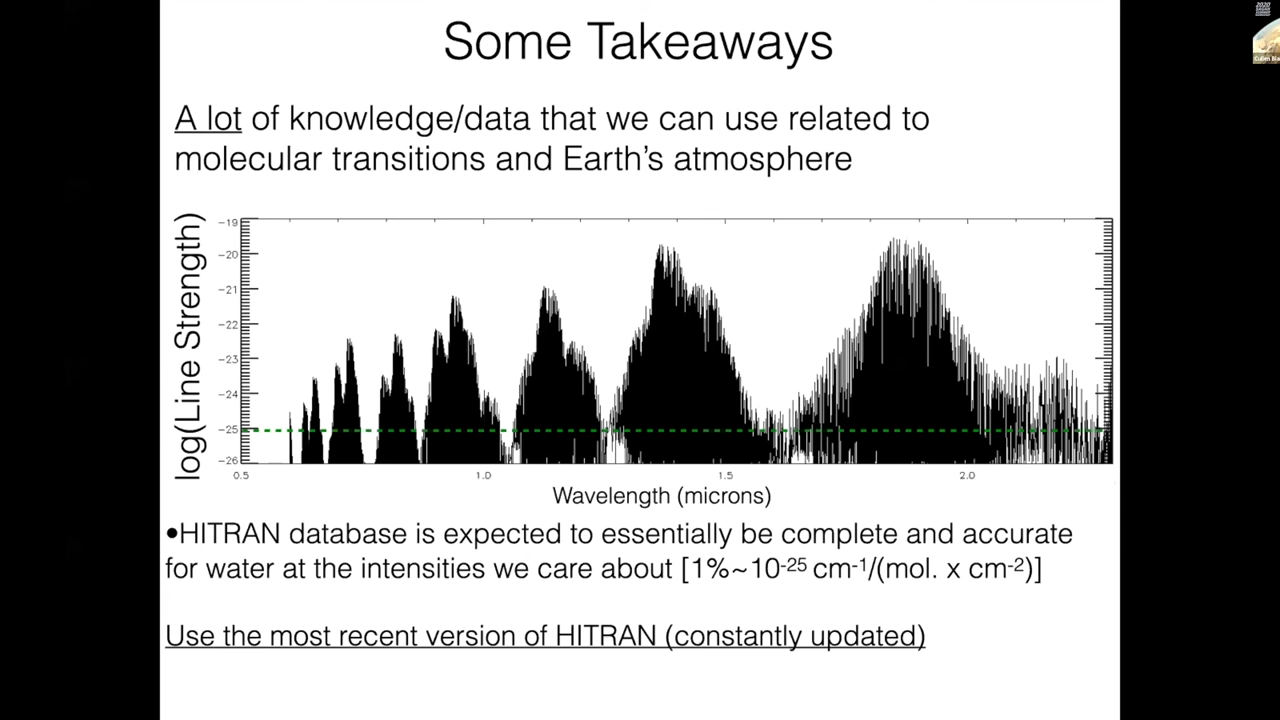 Some Takeaways
A lot of knowledge/data that we can use related to
molecular transitions and Earth's atmosphere
log(Line Strength)
-19
-20
-21
-22
-23
-24
-25
-26
0.5 1.0 1.5 2.0
Wavelength (microns)
•HITRAN database is expected to essentially be complete and accurate
for water at the intensities we care about [1%~10⁻²⁵ cm⁻¹/(mol. x cm⁻²)]
Use the most recent version of HITRAN (constantly updated)